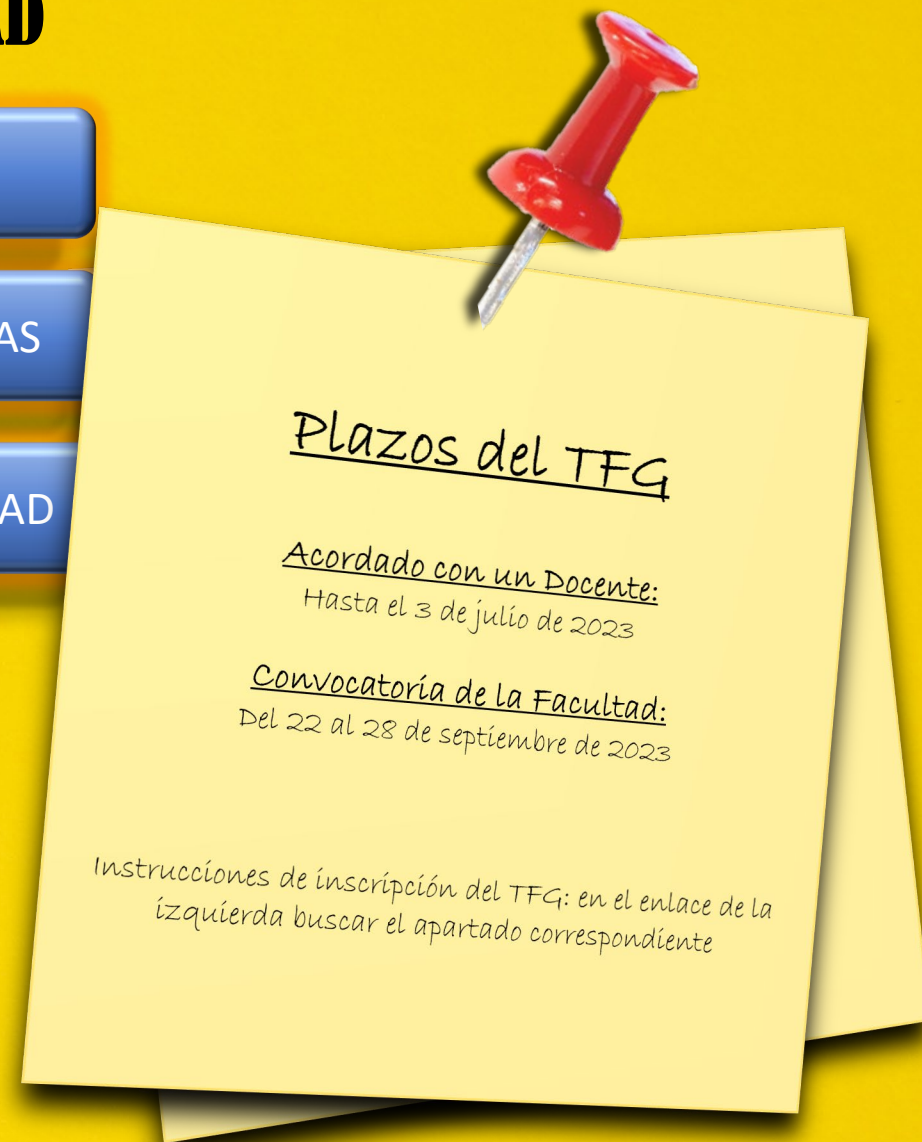 AD
AS
AD
Plazos del TFG
Acordado con un Docente:
Hasta el 3 de julio de 2023
Convocatoria de la Facultad:
Del 22 al 28 de septiembre de 2023
Instrucciones de inscripción del TFG: en el enlace de la
izquierda buscar el apartado correspondiente